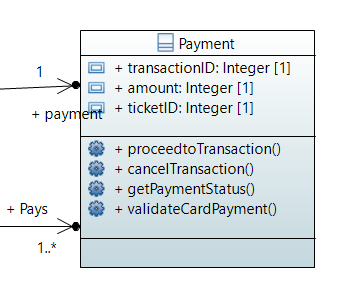 Payment
1
+ transactionID: Integer [1]
+ amount: Integer [1]
+ payment
+ ticketID: Integer [1]
+ proceedtoTransaction()
+ cancelTransaction()
+ getPaymentStatus()
+ Pays
+ validateCardPayment()
1..*